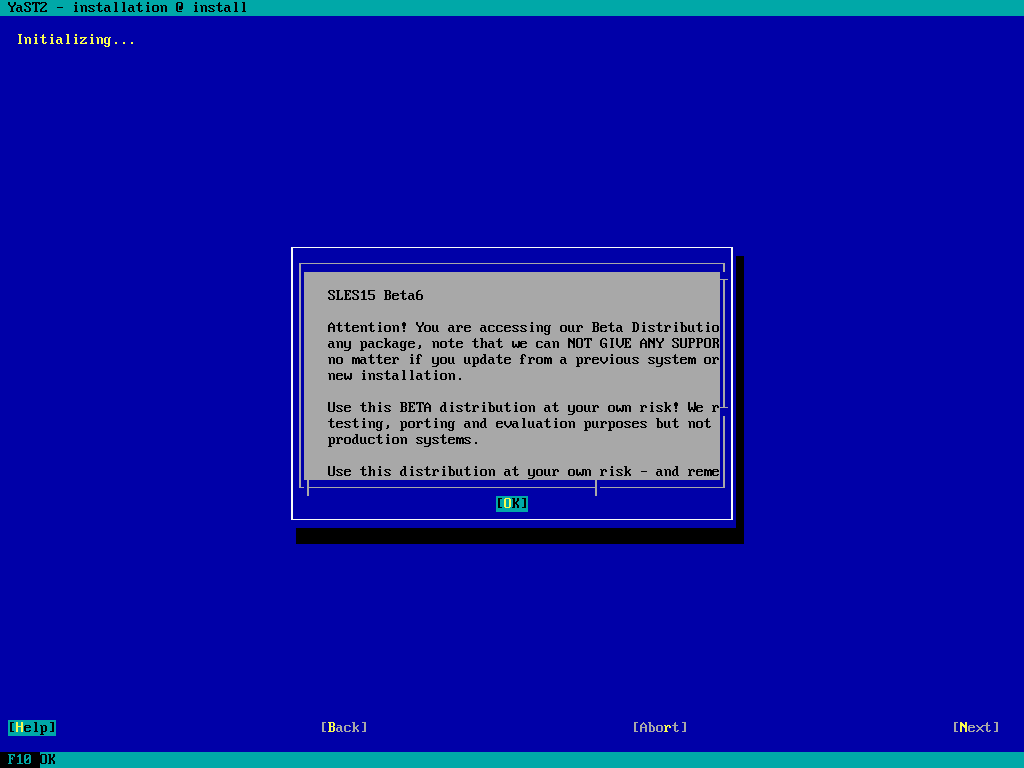 YaST2 - installation @ install
Initializing...
SLES15 Beta6
Attention! You are accessing our Beta Distributio
any package, note that we can NOT GIVE ANY SUPPOR
no matter if you update from a previous system or
new installation.
Use this BETA distribution at your own risk! We r
testing, porting and evaluation purposes but not
production systems.
Use this distribution at your own risk - and reme
[OK]
[Help] [Back] [Abort] [Next]
F10 OK